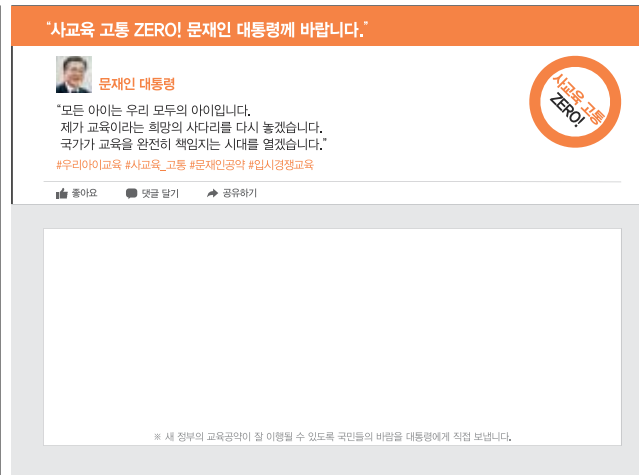 “사교육 고통 ZERO! 문재인 대통령께 바랍니다.”
문재인 대통령
“모든 아이는 우리 모두의 아이입니다.
제가 교육이라는 희망의 사다리를 다시 놓겠습니다.
국가가 교육을 완전히 책임지는 시대를 열겠습니다.”
#우리아이교육 #사교육_고통 #문재인공약 #입시경쟁교육
사교육 고통
ZERO!
좋아요 댓글 달기 공유하기
※ 새 정부의 교육공약이 잘 이행될 수 있도록 국민들의 바람을 대통령에게 직접 보냅니다.